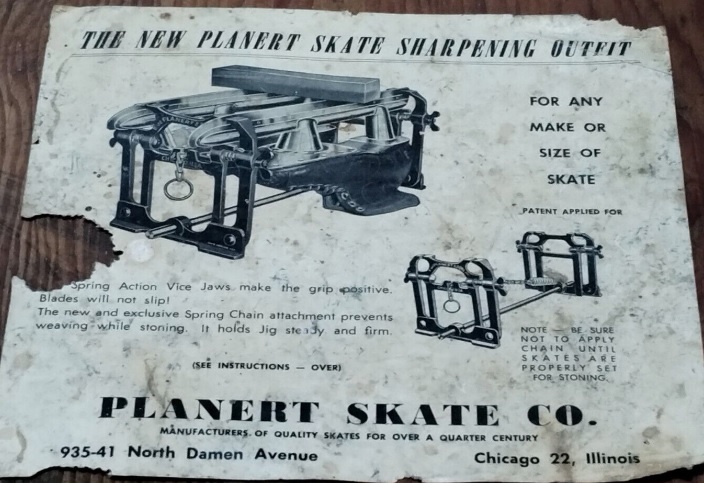 THE NEW PLANERT SKATE SHARPENING OUTFIT
FOR ANY
MAKE OR
SIZE OF
SKATE
PATENT APPLIED FOR
Spring Action Vice Jaws make the grip positive.
Blades will not slip!
The new and exclusive Spring Chain attachment prevents
weaving while stoning. It holds Jig steady and firm.
NOTE — BE SURE
NOT TO APPLY
CHAIN UNTIL
SKATES ARE
PROPERLY SET
FOR STONING.
(SEE INSTRUCTIONS — OVER)
PLANERT SKATE CO.
MANUFACTURERS OF QUALITY SKATES FOR OVER A QUARTER CENTURY
935-41 North Damen Avenue
Chicago 22, Illinois